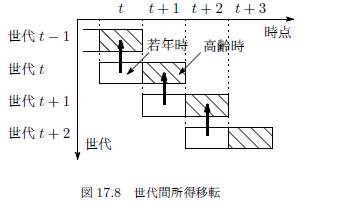 t t + 1 t + 2 t + 3
時点
世代 t − 1
若年時 高齢時
世代 t
世代 t + 1
世代 t + 2
世代
図 17.8 世代間所得移転